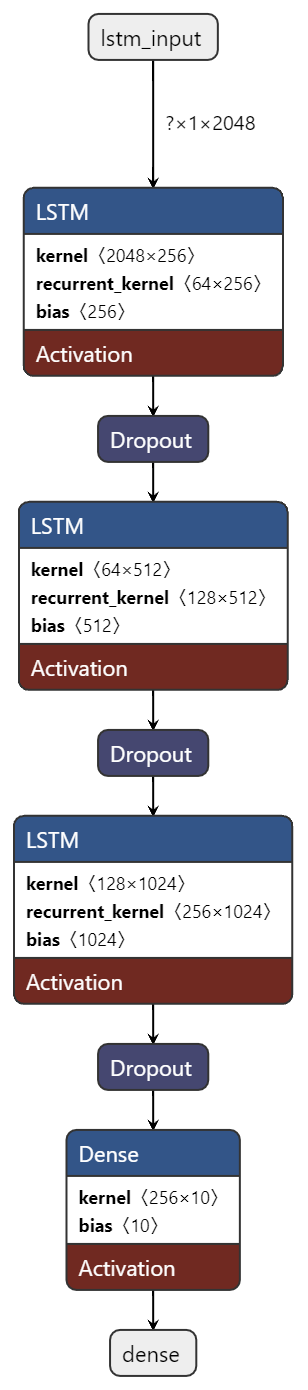 lstm_input
?×1×2048
LSTM
kernel〈2048×256〉
recurrent_kernel〈64×256〉
bias〈256〉
Activation
Dropout
LSTM
kernel〈64×512〉
recurrent_kernel〈128×512〉
bias〈512〉
Activation
Dropout
LSTM
kernel〈128×1024〉
recurrent_kernel〈256×1024〉
bias〈1024〉
Activation
Dropout
Dense
kernel〈256×10〉
bias〈10〉
Activation
dense